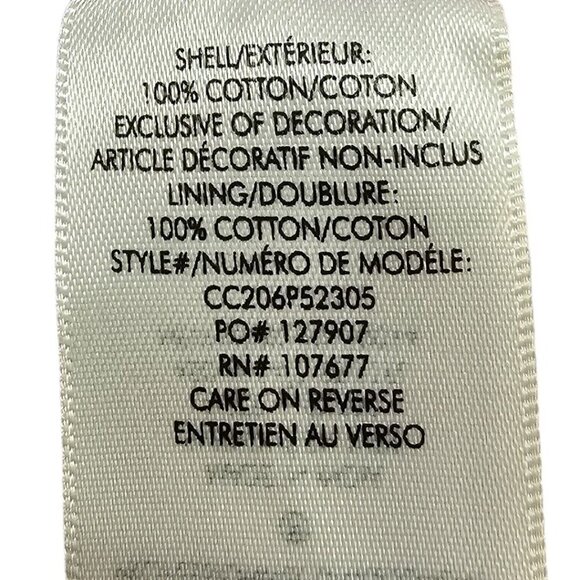 SHELL/EXTÉRIEUR:
100% COTTON/COTON
EXCLUSIVE OF DECORATION/
ARTICLE DÉCORATIF NON-INCLUS
LINING/DOUBLURE:
100% COTTON/COTON
STYLE#/NUMÉRO DE MODÉLE:
CC206P52305
PO# 127907
RN# 107677
CARE ON REVERSE
ENTRETIEN AU VERSO